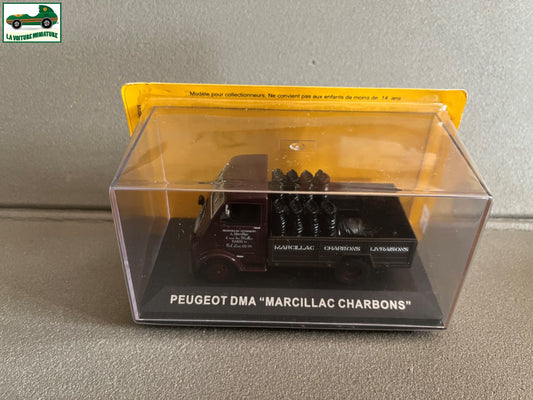 LA VOITURE MINIATURE
Modèle pour collectionneurs. Ne convient pas aux enfants de moins de 14 ans
MARCILLAC CHARBONS LIVRAISONS
PEUGEOT DMA "MARCILLAC CHARBONS"